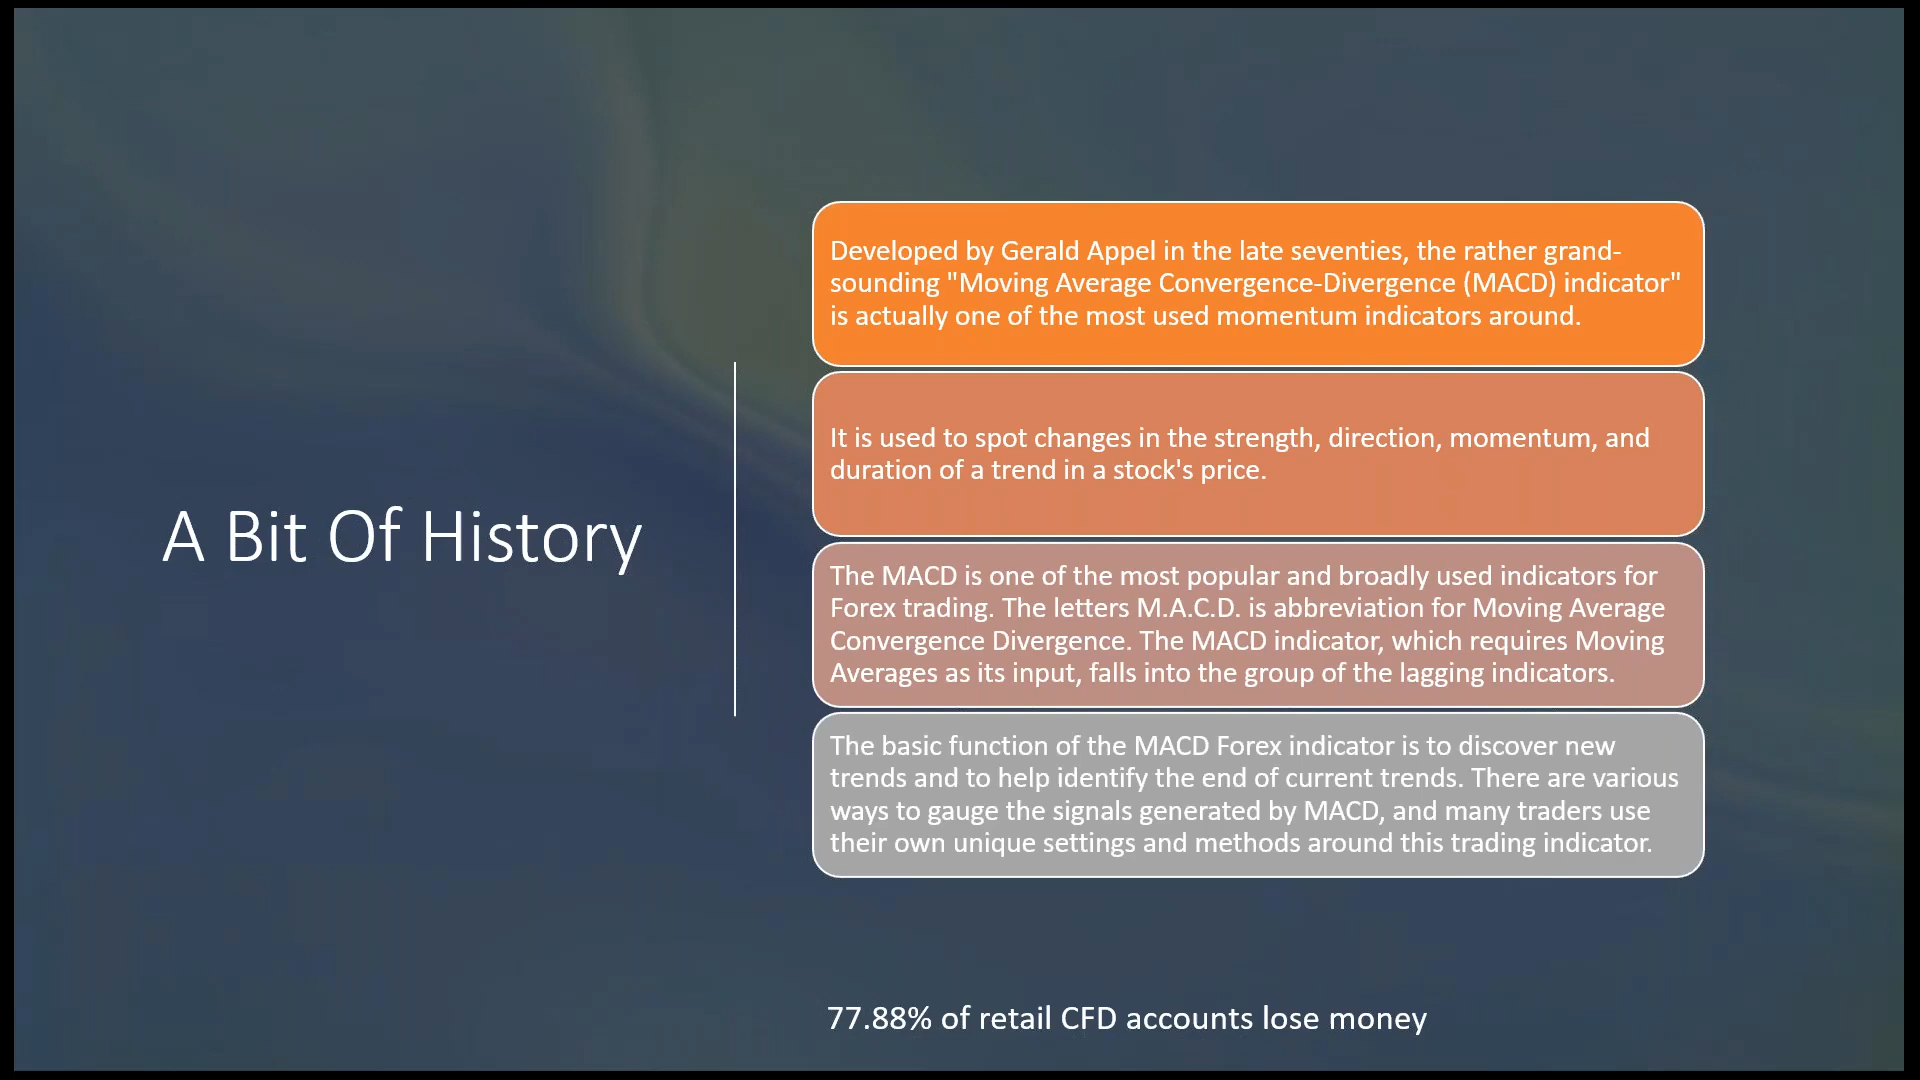 A Bit Of History
Developed by Gerald Appel in the late seventies, the rather grand-
sounding "Moving Average Convergence-Divergence (MACD) indicator"
is actually one of the most used momentum indicators around.
It is used to spot changes in the strength, direction, momentum, and
duration of a trend in a stock's price.
The MACD is one of the most popular and broadly used indicators for
Forex trading. The letters M.A.C.D. is abbreviation for Moving Average
Convergence Divergence. The MACD indicator, which requires Moving
Averages as its input, falls into the group of the lagging indicators.
The basic function of the MACD Forex indicator is to discover new
trends and to help identify the end of current trends. There are various
ways to gauge the signals generated by MACD, and many traders use
their own unique settings and methods around this trading indicator.
77.88% of retail CFD accounts lose money